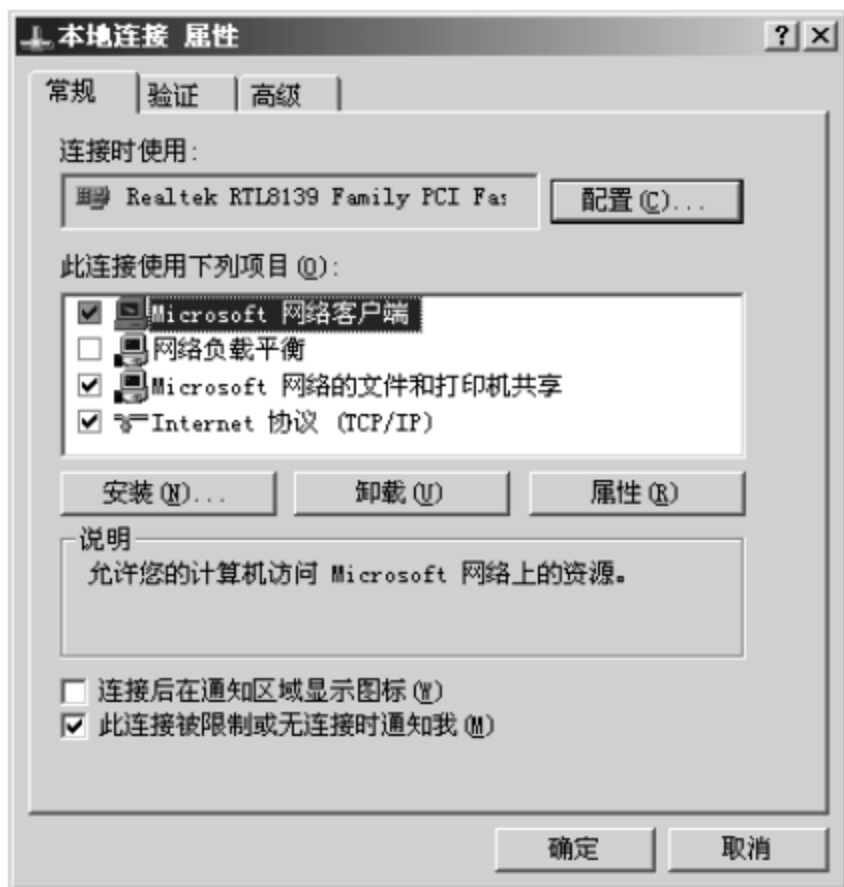 本地连接 属性
常规 验证 高级
连接时使用:
Realtek RTL8139 Family PCI Fas
配置(C)...
此连接使用下列项目(O):
Microsoft 网络客户端
网络负载平衡
Microsoft 网络的文件和打印机共享
Internet 协议 (TCP/IP)
安装(N)... 卸载(U) 属性(R)
说明
允许您的计算机访问 Microsoft 网络上的资源。
连接后在通知区域显示图标(W)
此连接被限制或无连接时通知我(M)
确定 取消